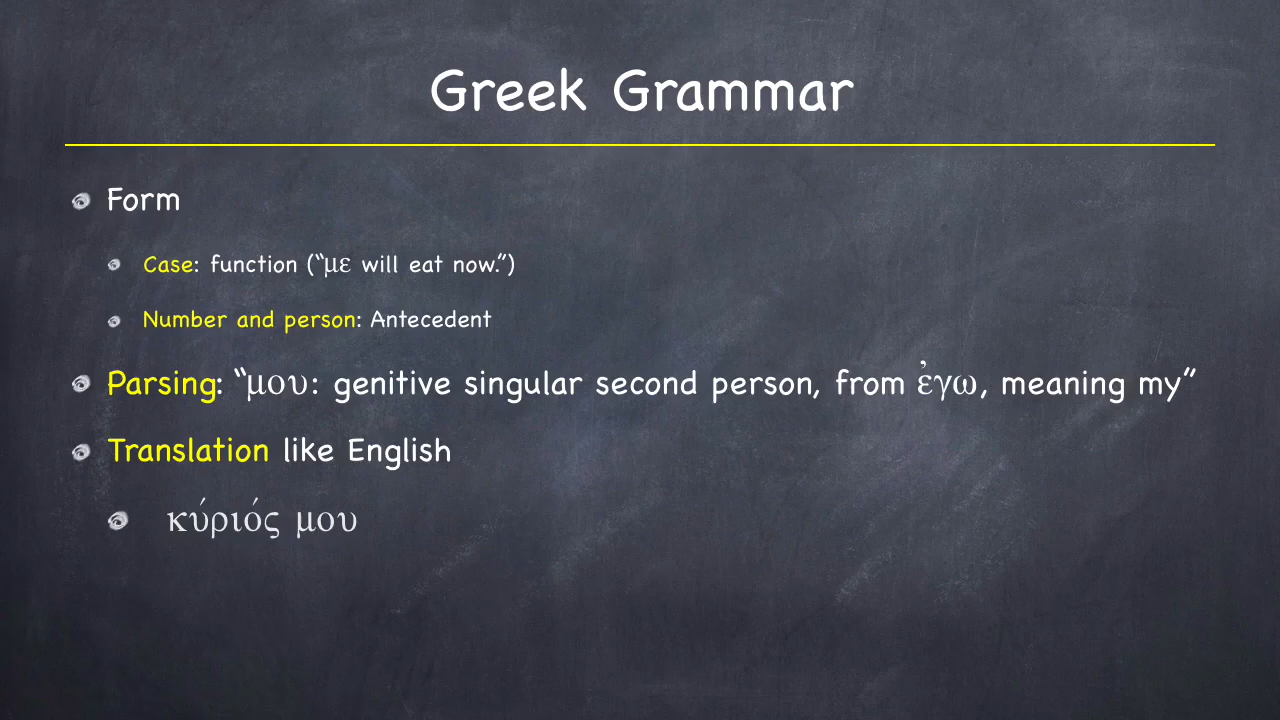 Greek Grammar
Form
Case: function (“με will eat now.”)
Number and person: Antecedent
Parsing: “μου: genitive singular second person, from ἐγω, meaning my”
Translation like English
κύριός μου